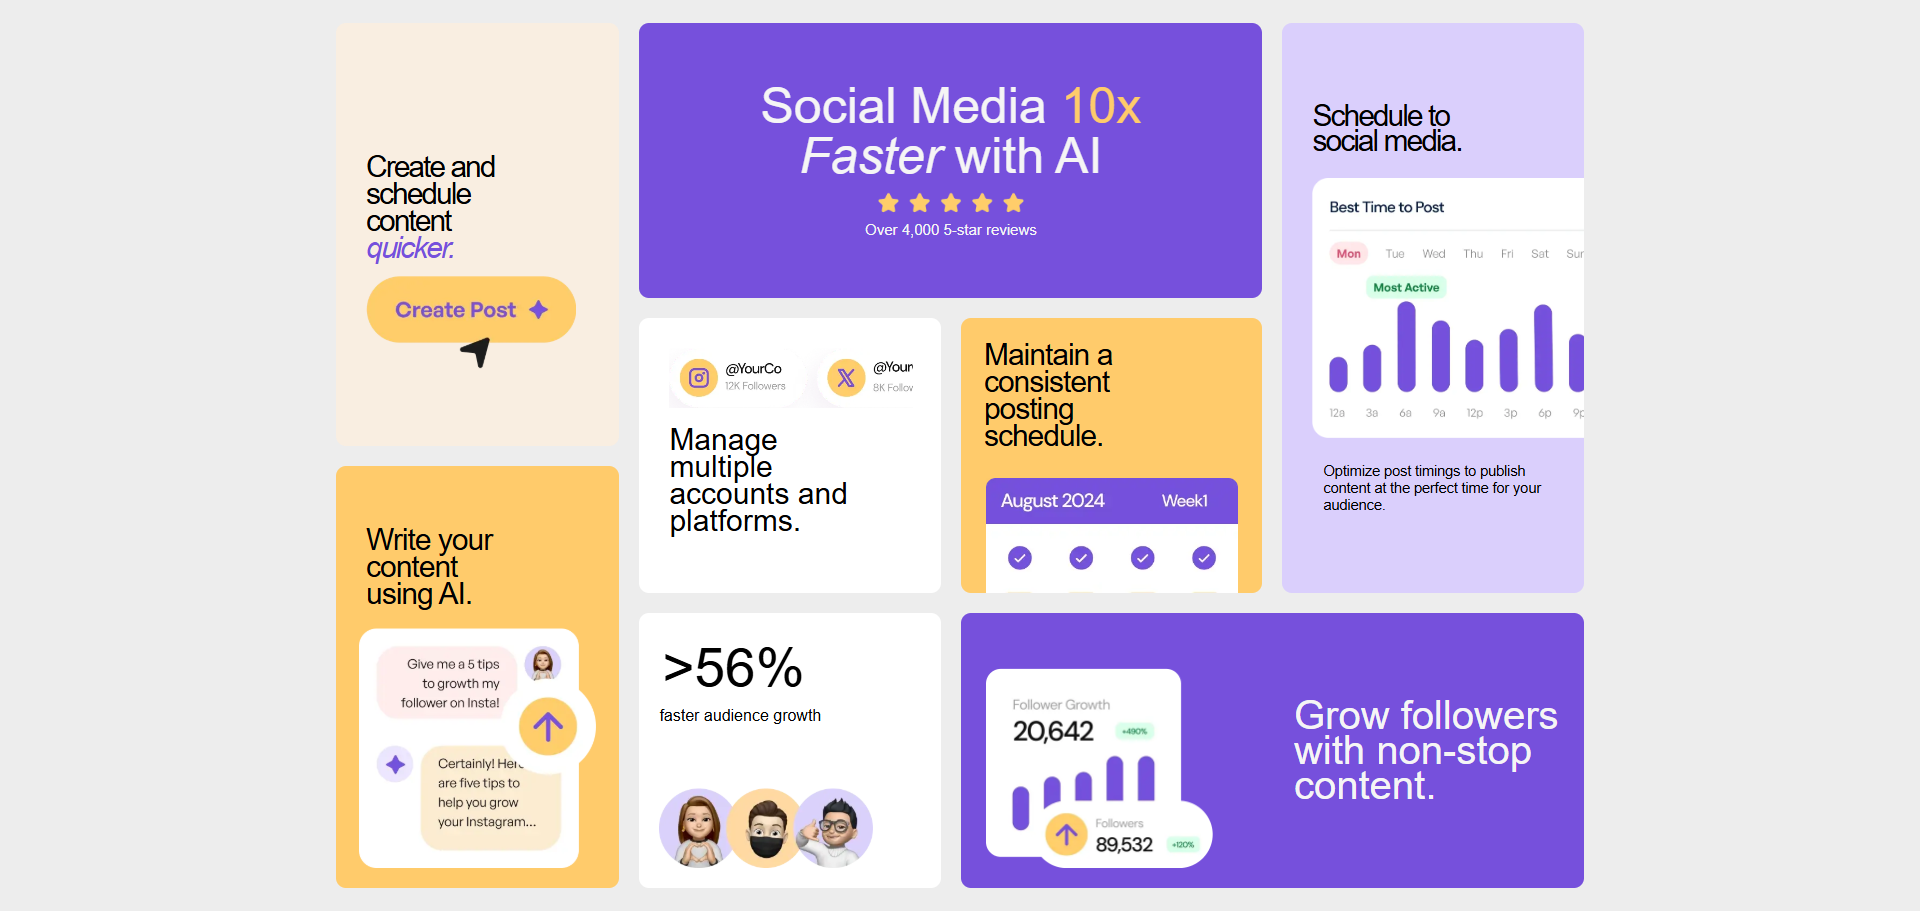 Create and
schedule
content
quicker.
Create Post
Social Media 10x
Faster with AI
Over 4,000 5-star reviews
Schedule to
social media.
Best Time to Post
Mon Tue Wed Thu Fri Sat Sun
Most Active
12a 3a 6a 9a 12p 3p 6p 9p
Optimize post timings to publish
content at the perfect time for your
audience.
@YourCo
12K Followers
@Your
8K Follov
Manage
multiple
accounts and
platforms.
Maintain a
consistent
posting
schedule.
August 2024 Week1
Write your
content
using AI.
Give me a 5 tips
to growth my
follower on Insta!
Certainly! Here
are five tips to
help you grow
your Instagram...
>56%
faster audience growth
Follower Growth
20,642 +490%
Followers
89,532 +120%
Grow followers
with non-stop
content.